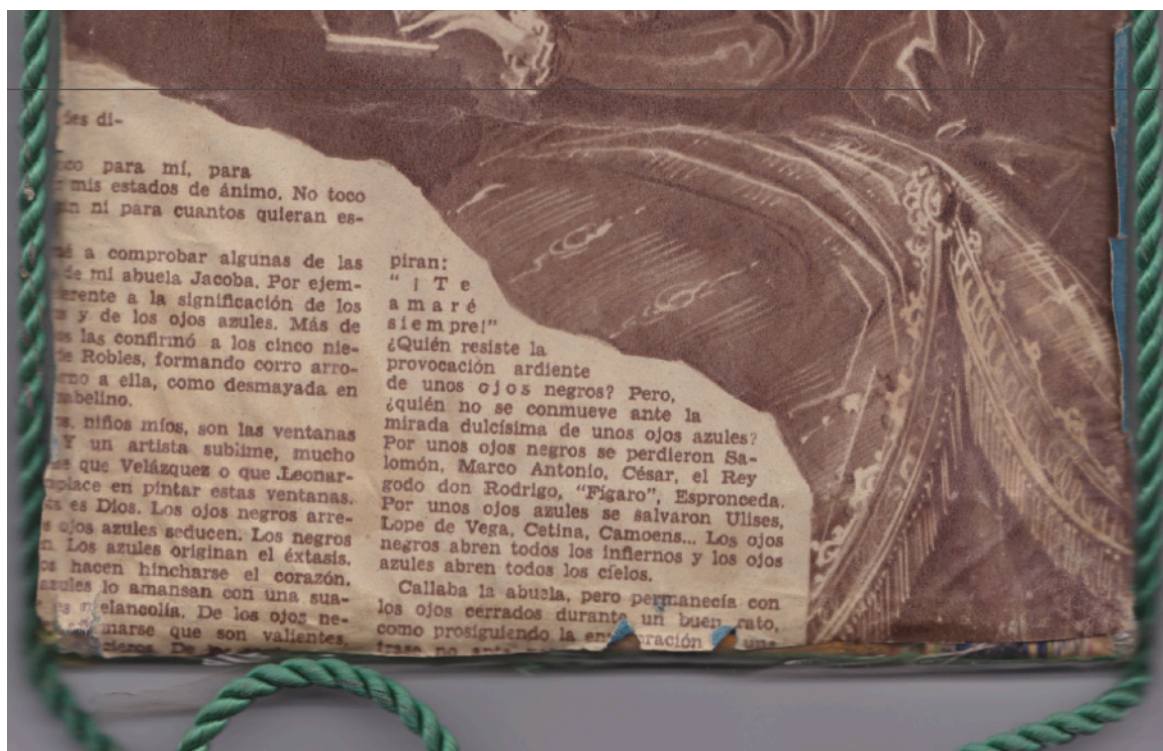 des di-
para mí, para
mis estados de ánimo. No toco
ni para cuantos quieran es-
a comprobar algunas de las
de mi abuela Jacoba. Por ejem-
a la significación de los
y de los ojos azules. Más de
las confirmó a los cinco nie-
de Robles, formando corro arro-
a ella, como desmayada en
niños míos, son las ventanas
Y un artista sublime, mucho
que Velázquez o que Leonar-
en pintar estas ventanas.
es Dios. Los ojos negros arre-
ojos azules seducen. Los negros
Los azules originan el éxtasis.
hacen hincharse el corazón.
azules lo amansan con una sua-
melancolía. De los ojos ne-
que son valientes,
piran:
"¡Te
amaré
siempre!"
¿Quién resiste la
provocación ardiente
de unos ojos negros? Pero,
¿quién no se conmueve ante la
mirada dulcísima de unos ojos azules?
Por unos ojos negros se perdieron Sa-
lomón, Marco Antonio, César, el Rey
godo don Rodrigo, "Fígaro", Espronceda.
Por unos ojos azules se salvaron Ulises,
Lope de Vega, Cetina, Camoens... Los ojos
negros abren todos los infiernos y los ojos
azules abren todos los cielos.
Callaba la abuela, pero permanecía con
los ojos cerrados durante un buen rato,
como prosiguiendo la una
frase no